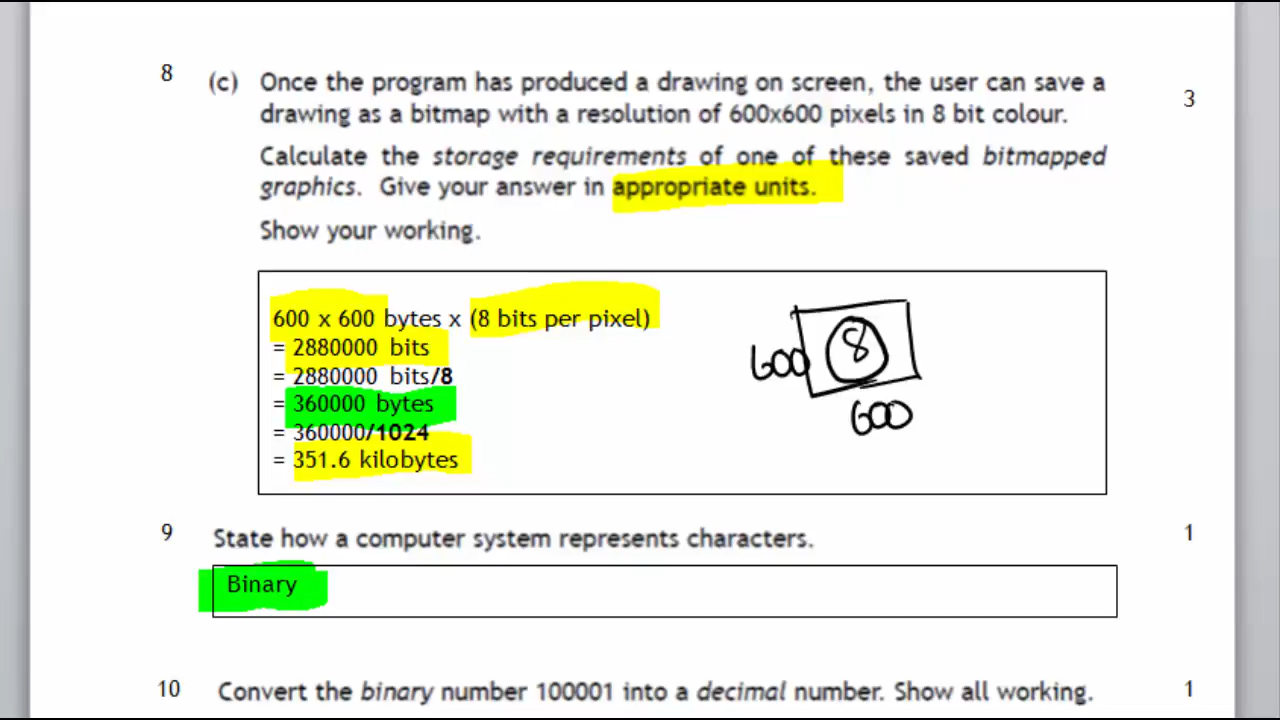 8 (c) Once the program has produced a drawing on screen, the user can save a 3
drawing as a bitmap with a resolution of 600x600 pixels in 8 bit colour.
Calculate the storage requirements of one of these saved bitmapped
graphics. Give your answer in appropriate units.
Show your working.
600 x 600 bytes x (8 bits per pixel)
= 2880000 bits
= 2880000 bits/8
= 360000 bytes
= 360000/1024
= 351.6 kilobytes
8
600
600
9 State how a computer system represents characters. 1
Binary
10 Convert the binary number 100001 into a decimal number. Show all working. 1